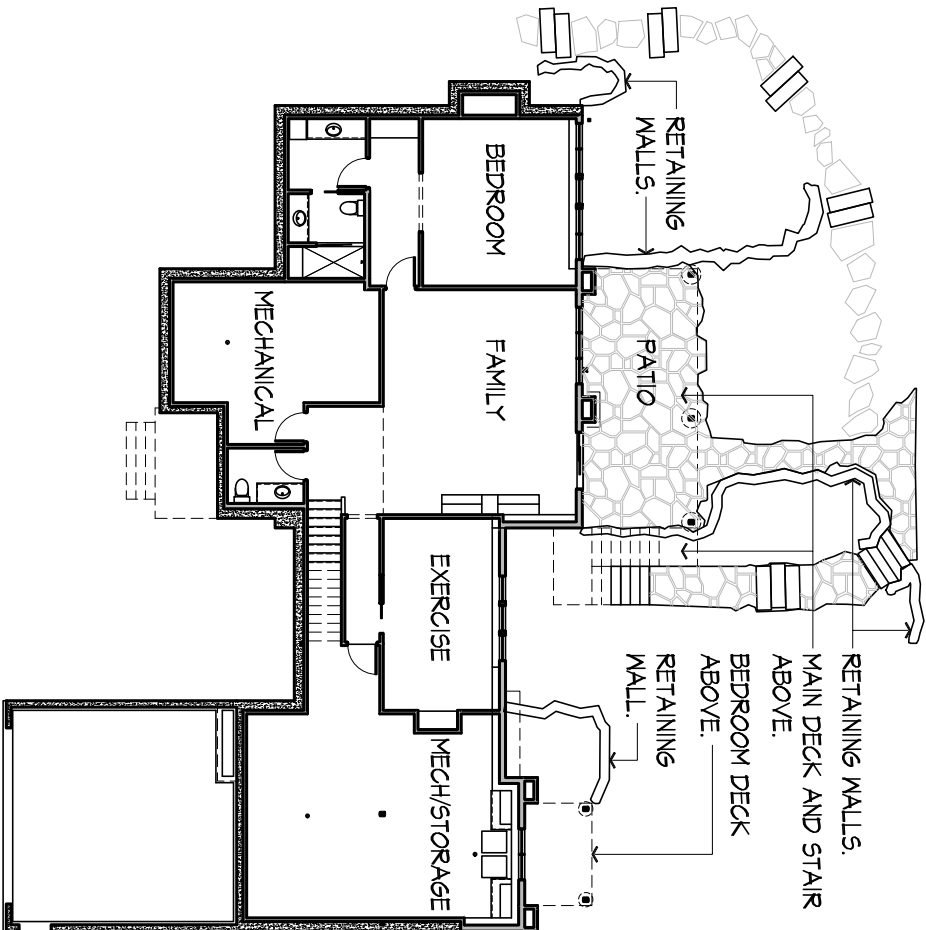 RETAINING
WALLS.
BEDROOM
MECHANICAL
FAMILY
PATIO
EXERCISE
MECH/STORAGE
RETAINING WALLS.
MAIN DECK AND STAIR
ABOVE.
BEDROOM DECK
ABOVE.
RETAINING
WALL.